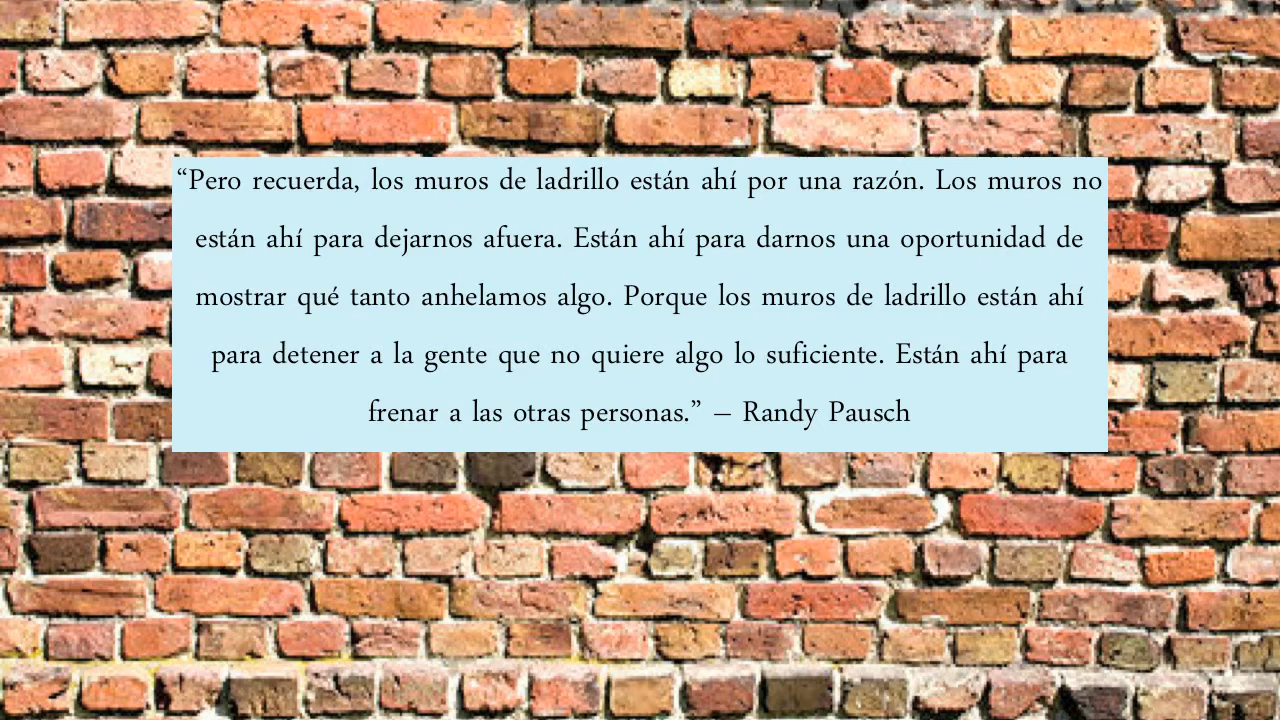 “Pero recuerda, los muros de ladrillo están ahí por una razón. Los muros no
están ahí para dejarnos afuera. Están ahí para darnos una oportunidad de
mostrar qué tanto anhelamos algo. Porque los muros de ladrillo están ahí
para detener a la gente que no quiere algo lo suficiente. Están ahí para
frenar a las otras personas.” – Randy Pausch